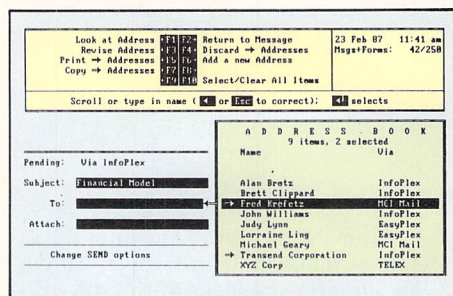 Look at Address F1 F2 Return to Message
Revise Address F3 F4 Discard → Addresses
Print → Addresses F5 F6 Add a new Address
Copy → Addresses F7 F8
F9 F10 Select/Clear All Items
23 Feb 87 11:41 am
Msgs+Forms: 42/250
Scroll or type in name ( ◄ or Esc to correct); ◄┘ selects
ADDRESS BOOK
9 items, 2 selected
Name Via
Alan Brotz InfoPlex
Brett Clippard InfoPlex
→ Fred Krefetz MCI Mail
John Williams InfoPlex
Judy Lynn EasyPlex
Lorraine Ling EasyPlex
Michael Geary MCI Mail
→ Transend Corporation InfoPlex
XYZ Corp TELEX
Pending: Via InfoPlex
Subject: Financial Model
To:
Attach:
Change SEND options